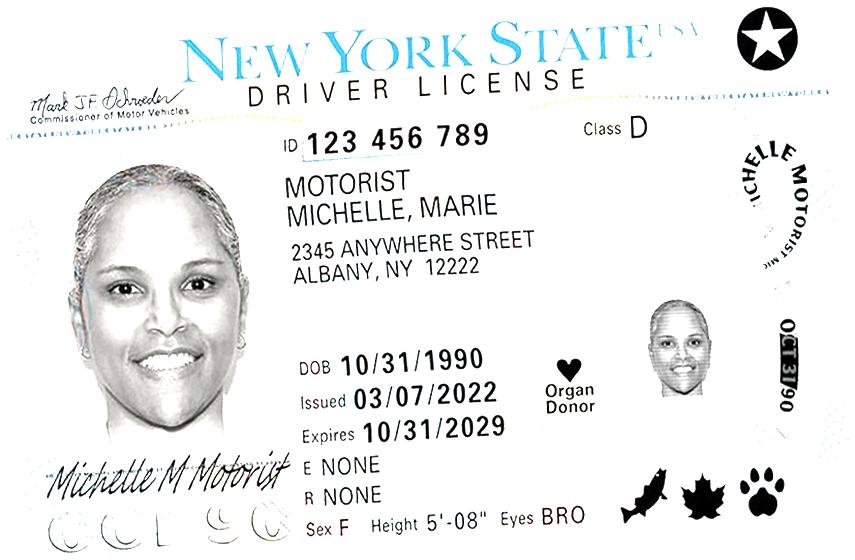 NEW YORK STATE USA
DRIVER LICENSE
Mark JF Schroeder
Commissioner of Motor Vehicles
ID 123 456 789
Class D
MOTORIST
MICHELLE, MARIE
2345 ANYWHERE STREET
ALBANY, NY 12222
ICHELLE MOTORIST MIC
DOB 10/31/1990
Issued 03/07/2022
Expires 10/31/2029
Organ
Donor
OCT 31/90
E NONE
R NONE
Sex F Height 5'-08" Eyes BRO
Michelle M Motorist